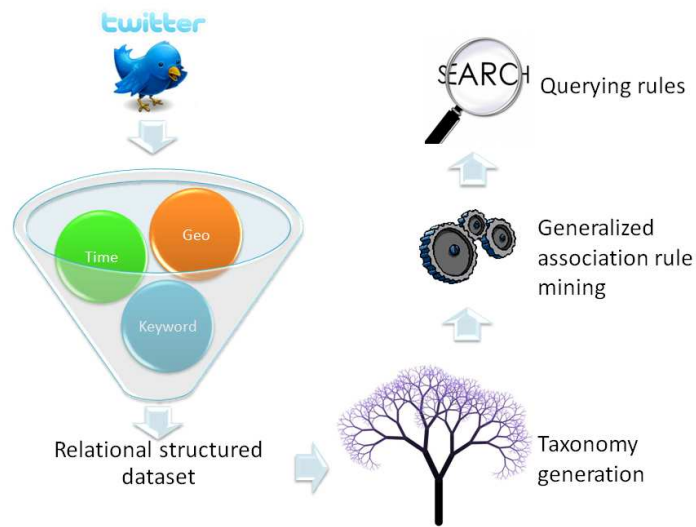 twitter
Time
Geo
Keyword
Relational structured
dataset
Taxonomy
generation
Generalized
association rule
mining
SEARCH
Querying rules